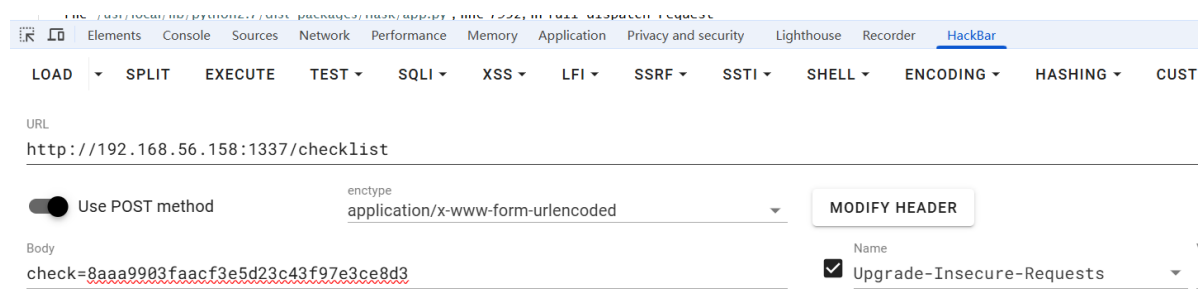 Elements Console Sources Network Performance Memory Application Privacy and security Lighthouse Recorder HackBar
LOAD SPLIT EXECUTE TEST SQLI XSS LFI SSRF SSTI SHELL ENCODING HASHING CUST
URL
http://192.168.56.158:1337/checklist
Use POST method
enctype
application/x-www-form-urlencoded
MODIFY HEADER
Body
Name
check=8aaa9903faacf3e5d23c43f97e3ce8d3
Upgrade-Insecure-Requests